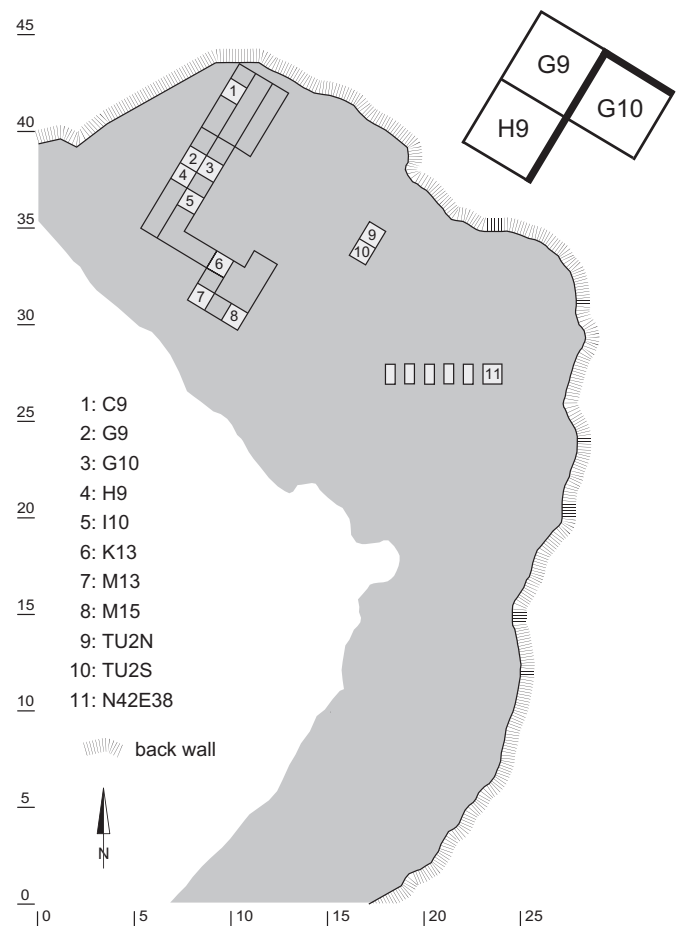 45
40
35
30
25
20
15
10
5
0
G9
G10
H9
1
2
3
4
5
6
7
8
9
10
11
1: C9
2: G9
3: G10
4: H9
5: I10
6: K13
7: M13
8: M15
9: TU2N
10: TU2S
11: N42E38
back wall
N
0 5 10 15 20 25